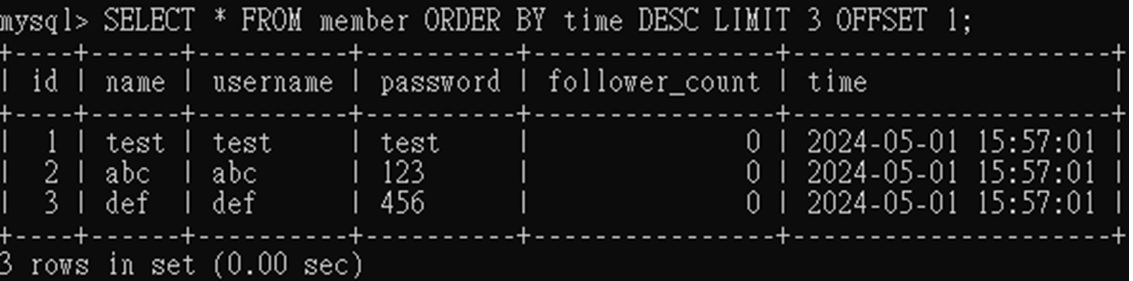 mysql> SELECT * FROM member ORDER BY time DESC LIMIT 3 OFFSET 1;
+----+------+----------+----------+----------------+---------------------+
| id | name | username | password | follower_count | time                |
+----+------+----------+----------+----------------+---------------------+
|  1 | test | test     | test     |              0 | 2024-05-01 15:57:01 |
|  2 | abc  | abc      | 123      |              0 | 2024-05-01 15:57:01 |
|  3 | def  | def      | 456      |              0 | 2024-05-01 15:57:01 |
+----+------+----------+----------+----------------+---------------------+
3 rows in set (0.00 sec)